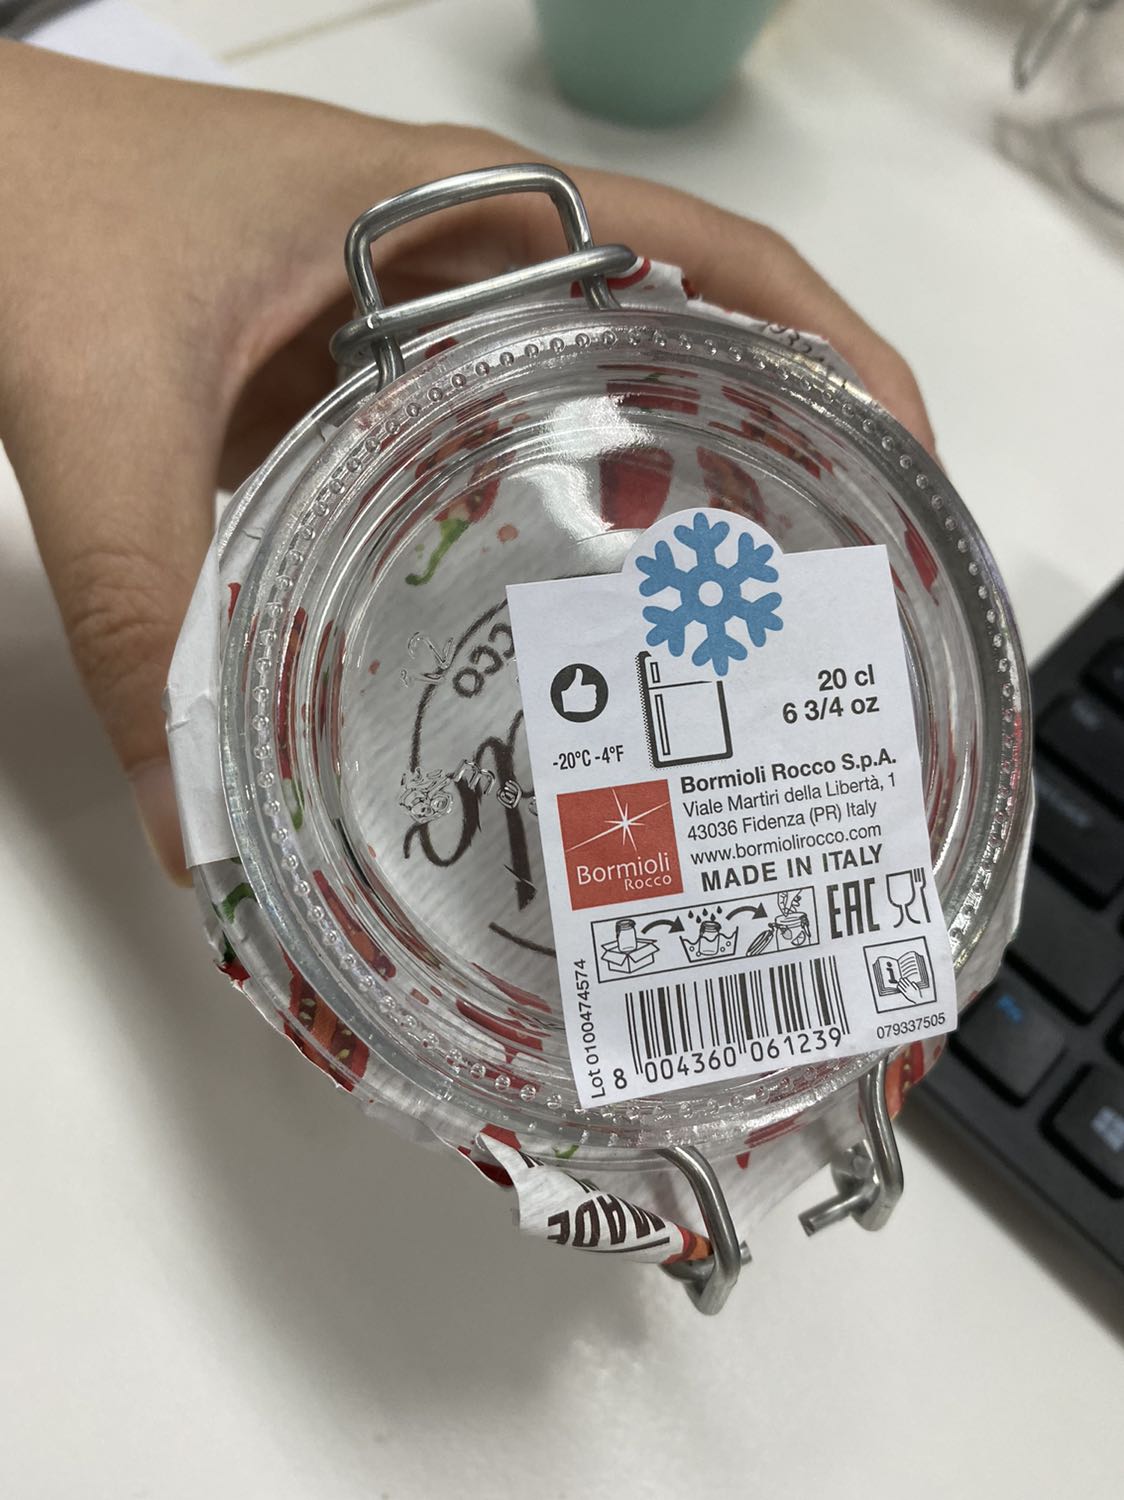 20 cl
6 3/4 oz
-20°C -4°F
Bormioli Rocco S.p.A.
Viale Martiri della Libertà, 1
43036 Fidenza (PR) Italy
www.bormiolirocco.com
MADE IN ITALY
Bormioli
Rocco
EAC
Lot 0100474574
8 004360 061239
079337505
MADE